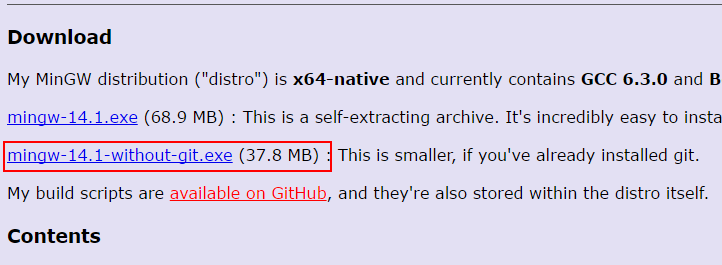 Download
My MinGW distribution ("distro") is x64-native and currently contains GCC 6.3.0 and B
mingw-14.1.exe (68.9 MB) : This is a self-extracting archive. It's incredibly easy to insta
mingw-14.1-without-git.exe (37.8 MB) : This is smaller, if you've already installed git.
My build scripts are available on GitHub, and they're also stored within the distro itself.
Contents